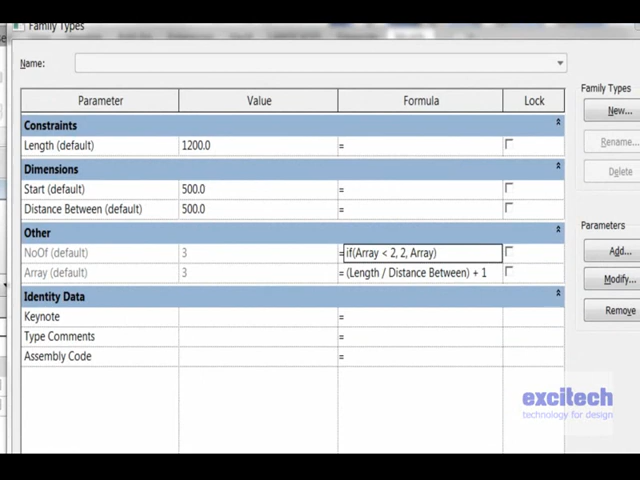 Family Types
Name:
Parameter Value Formula Lock
Constraints
Length (default) 1200.0 =
Dimensions
Start (default) 500.0 =
Distance Between (default) 500.0 =
Other
NoOf (default) 3 = if(Array < 2, 2, Array)
Array (default) 3 = (Length / Distance Between) + 1
Identity Data
Keynote =
Type Comments =
Assembly Code =
Family Types
New...
Rename...
Delete
Parameters
Add...
Modify...
Remove
excitech
technology for design